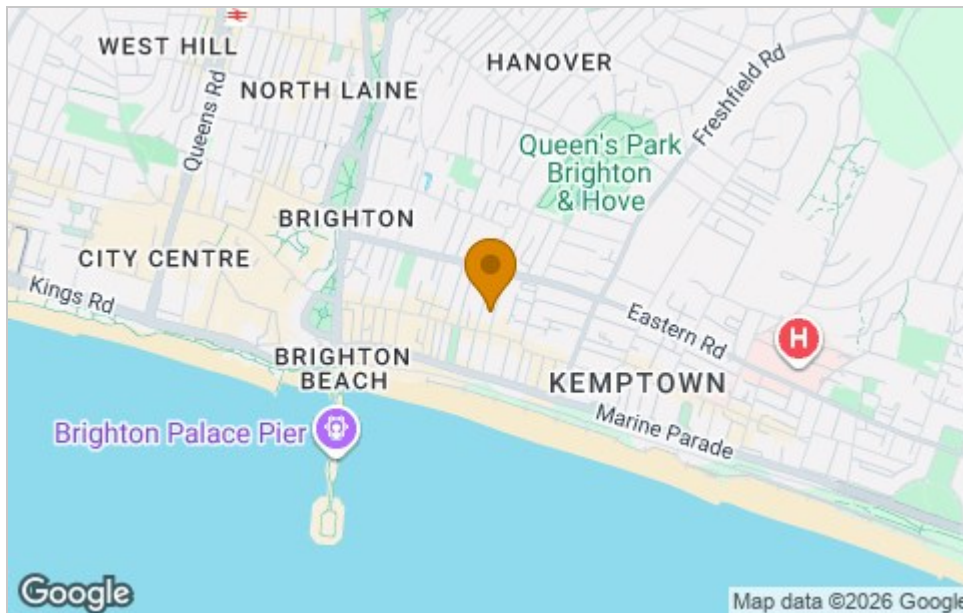 WEST HILL
HANOVER
Freshfield Rd
NORTH LAINE
Queens Rd
Queen's Park
Brighton
& Hove
BRIGHTON
CITY CENTRE
Kings Rd
Eastern Rd
H
BRIGHTON
BEACH
KEMPTOWN
Marine Parade
Brighton Palace Pier
Google
Map data ©2026 Google